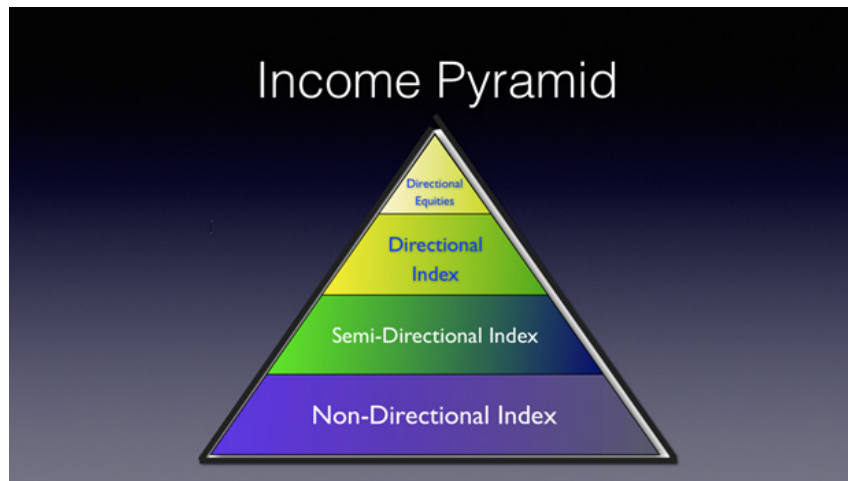 Income Pyramid
Directional
Equities
Directional
Index
Semi-Directional Index
Non-Directional Index